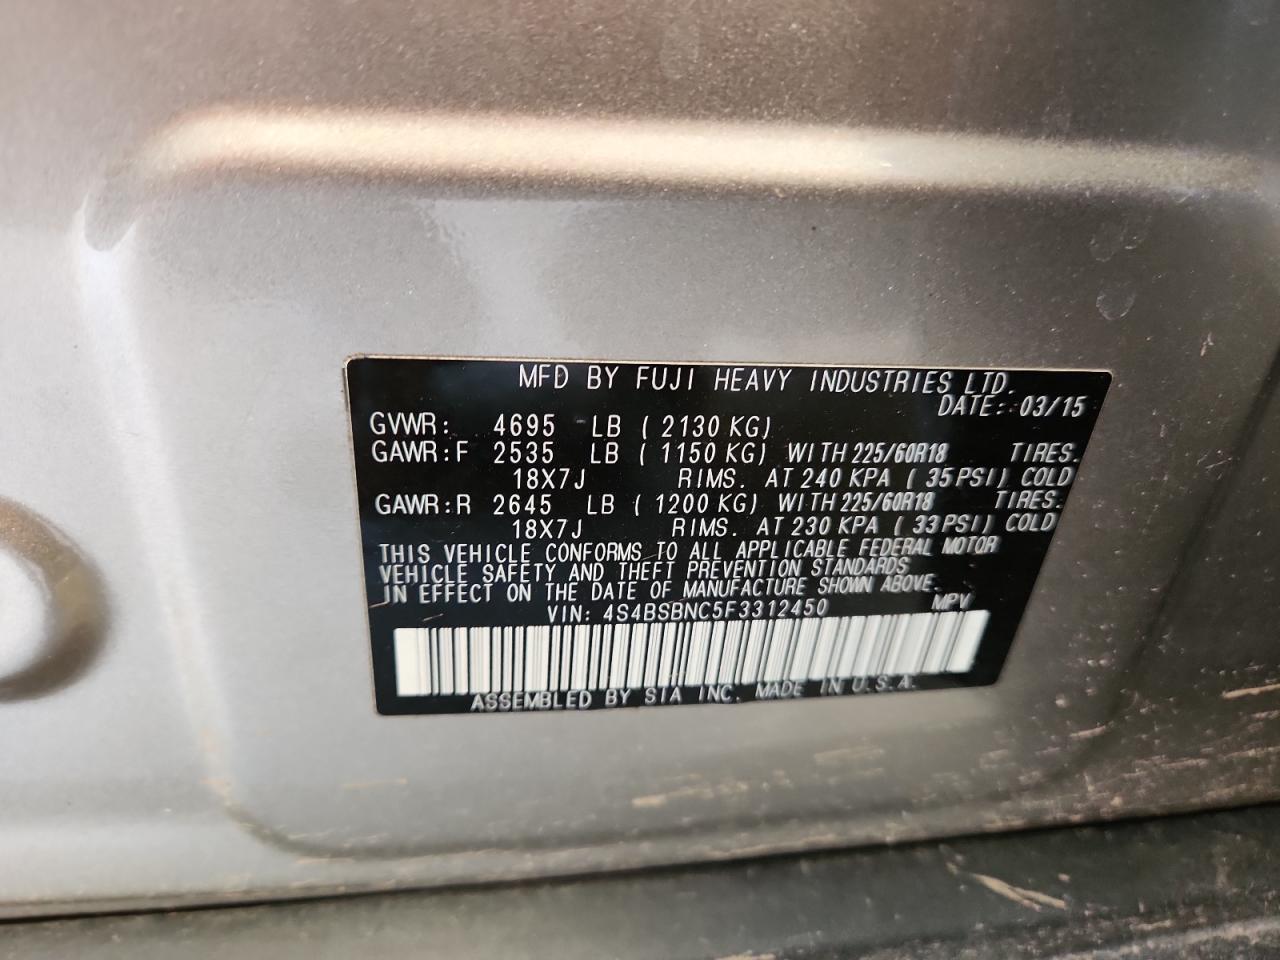 MFD BY FUJI HEAVY INDUSTRIES LTD.
DATE: 03/15
GVWR: 4695 LB ( 2130 KG)
GAWR:F 2535 LB ( 1150 KG) WITH 225/60R18 TIRES.
18X7J RIMS. AT 240 KPA ( 35 PSI) COLD
GAWR:R 2645 LB ( 1200 KG) WITH 225/60R18 TIRES.
18X7J RIMS. AT 230 KPA ( 33 PSI) COLD
THIS VEHICLE CONFORMS TO ALL APPLICABLE FEDERAL MOTOR
VEHICLE SAFETY AND THEFT PREVENTION STANDARDS
IN EFFECT ON THE DATE OF MANUFACTURE SHOWN ABOVE.
VIN: 4S4BSBNC5F3312450 MPV
ASSEMBLED BY SIA INC. MADE IN U.S.A.